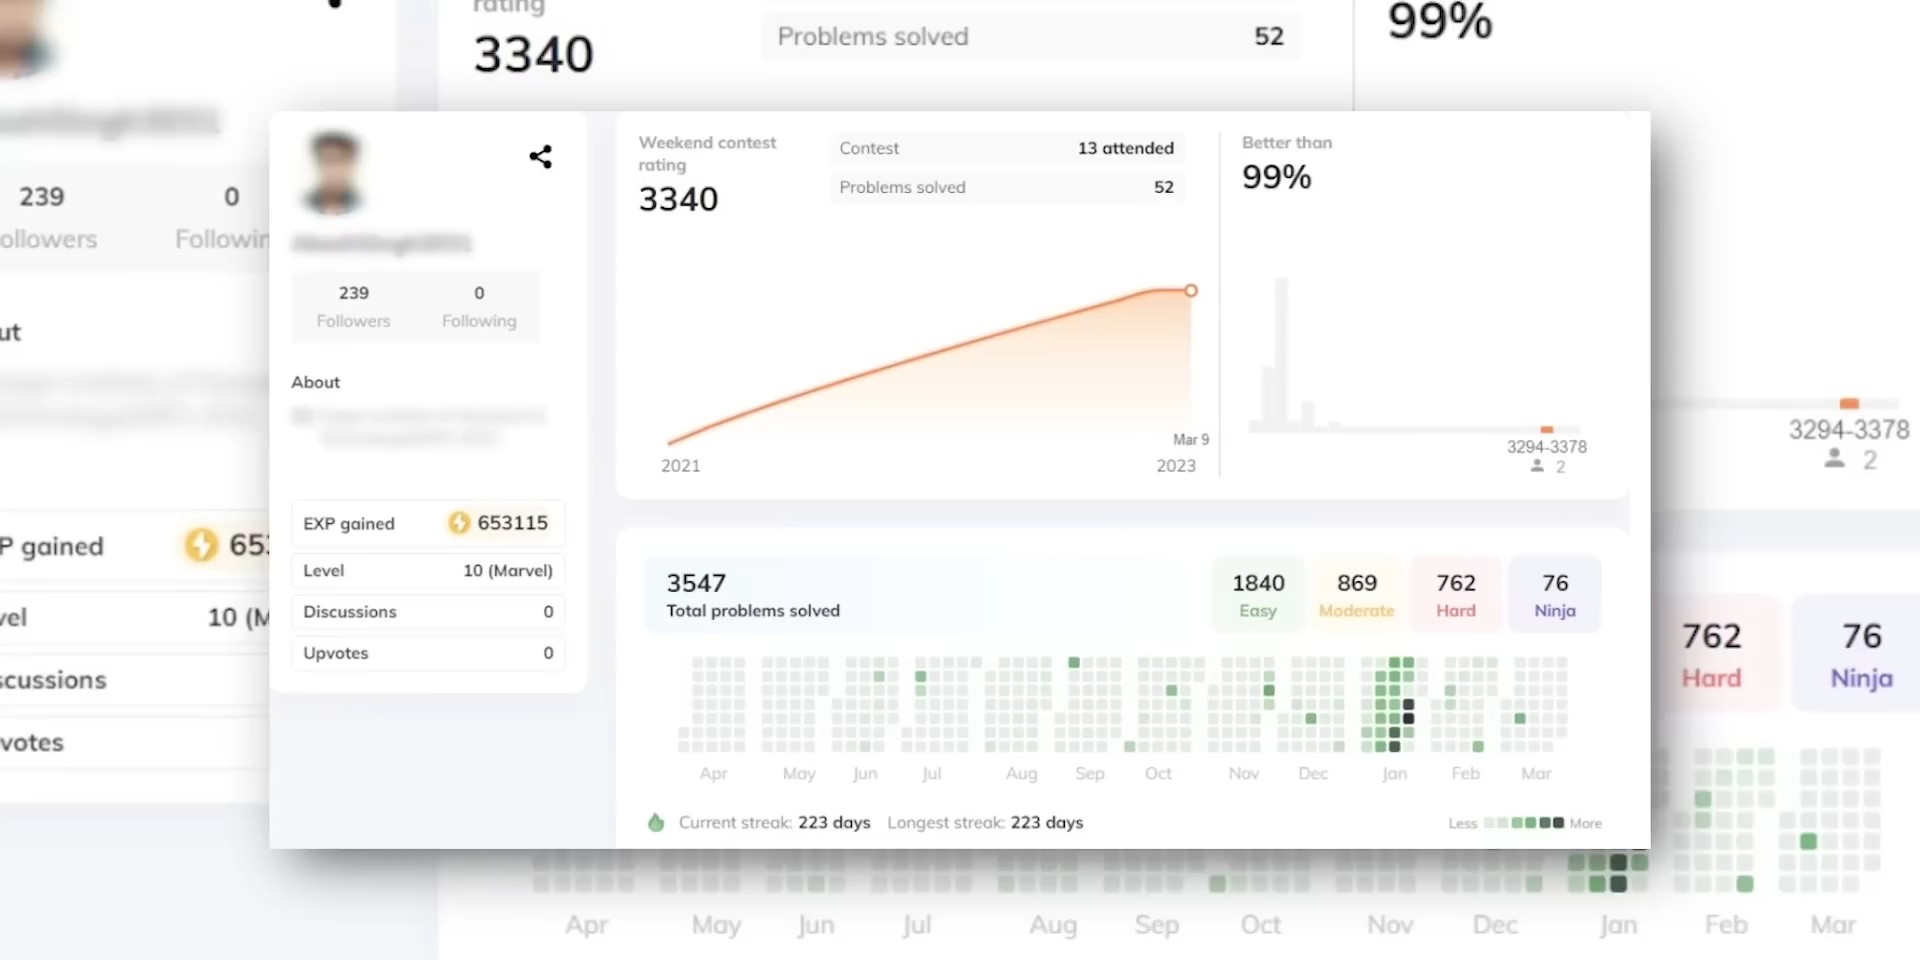 rating
3340
Problems solved 52
99%
239 0
ollowers Followin
ut
P gained 653
vel 10 (M
scussions
votes
239 0
Followers Following
About
EXP gained 653115
Level 10 (Marvel)
Discussions 0
Upvotes 0
Weekend contest
rating
3340
Contest 13 attended
Problems solved 52
Better than
99%
Mar 9
2021 2023
3294-3378
2
3547
Total problems solved
1840 869 762 76
Easy Moderate Hard Ninja
Apr May Jun Jul Aug Sep Oct Nov Dec Jan Feb Mar
Current streak: 223 days Longest streak: 223 days
Less More
3294-3378
2
762 76
Hard Ninja
Apr May Jun Jul Aug Sep Oct Nov Dec Jan Feb Mar